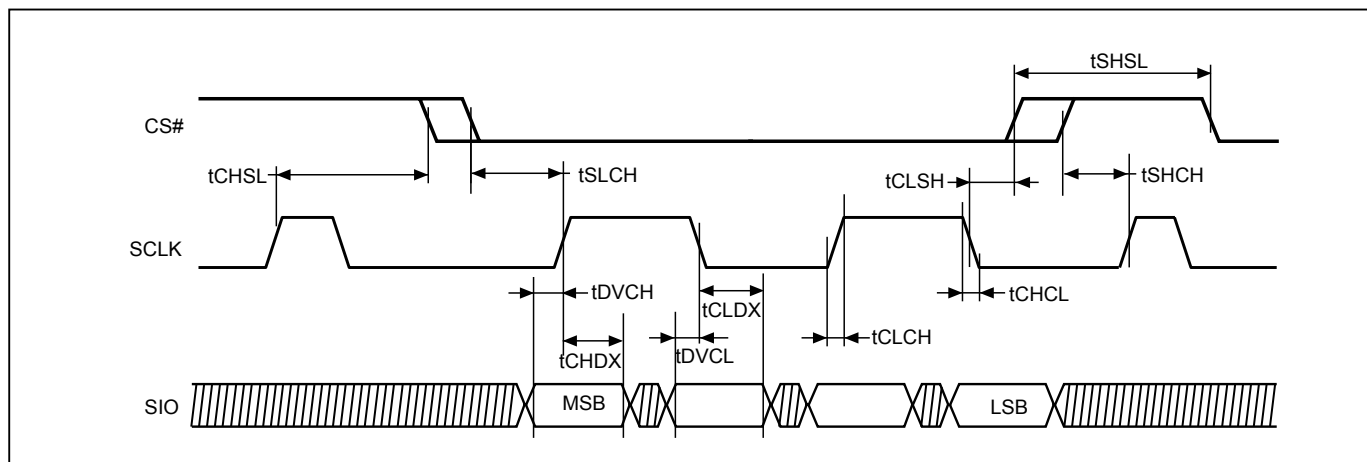 tSHSL
CS#
tCHSL
tSLCH
tCLSH
tSHCH
SCLK
tDVCH
tCLDX
tCHCL
tCHDX
tDVCL
tCLCH
SIO
MSB
LSB